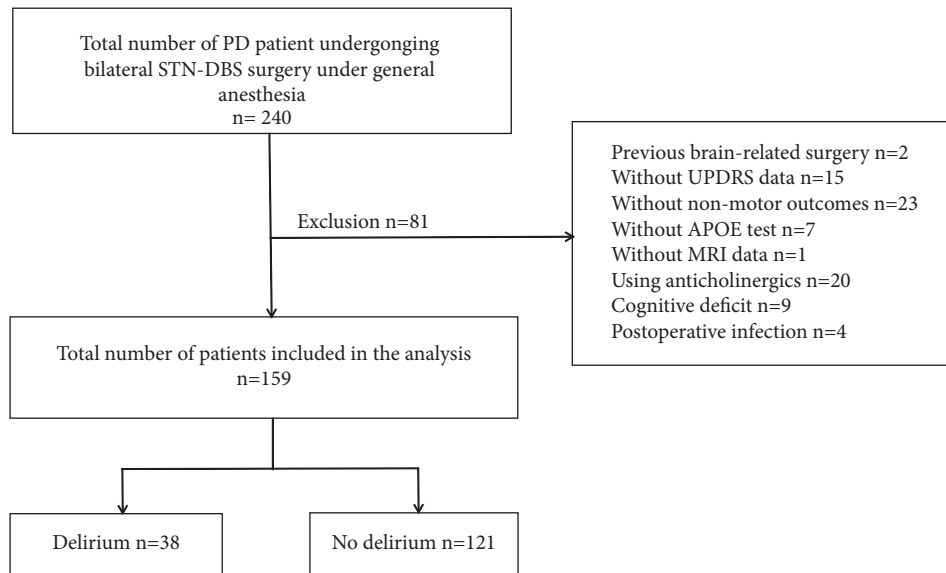 Total number of PD patient undergonging
bilateral STN-DBS surgery under general
anesthesia
n= 240
Exclusion n=81
Previous brain-related surgery n=2
Without UPDRS data n=15
Without non-motor outcomes n=23
Without APOE test n=7
Without MRI data n=1
Using anticholinergics n=20
Cognitive deficit n=9
Postoperative infection n=4
Total number of patients included in the analysis
n=159
Delirium n=38
No delirium n=121